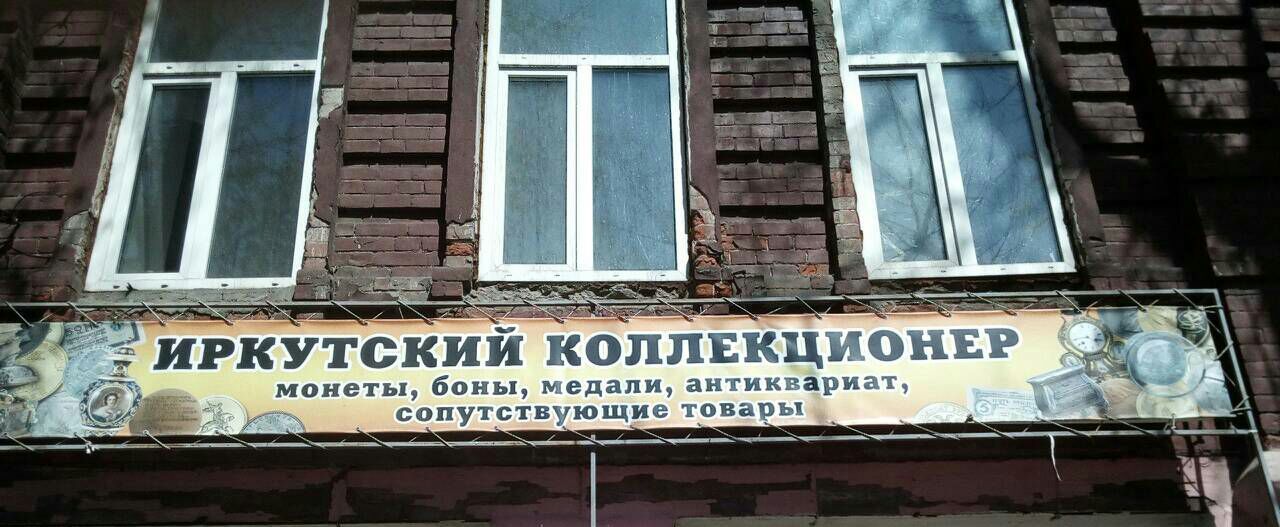 ИРКУТСКИЙ КОЛЛЕКЦИОНЕР
монеты, боны, медали, антиквариат,
сопутствующие товары